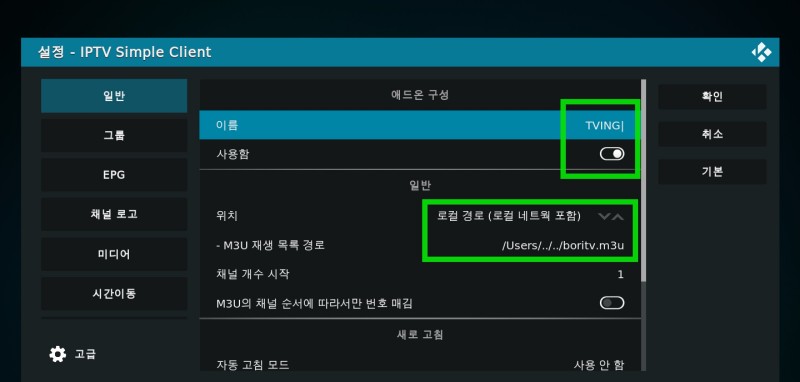 설정 - IPTV Simple Client
일반
그룹
EPG
채널 로고
미디어
시간이동
고급
애드온 구성
이름 TVING|
사용함
일반
위치 로컬 경로 (로컬 네트웍 포함)
- M3U 재생 목록 경로 /Users/../../boritv.m3u
채널 개수 시작 1
M3U의 채널 순서에 따라서만 번호 매김
새로 고침
자동 고침 모드 사용 안 함
확인
취소
기본